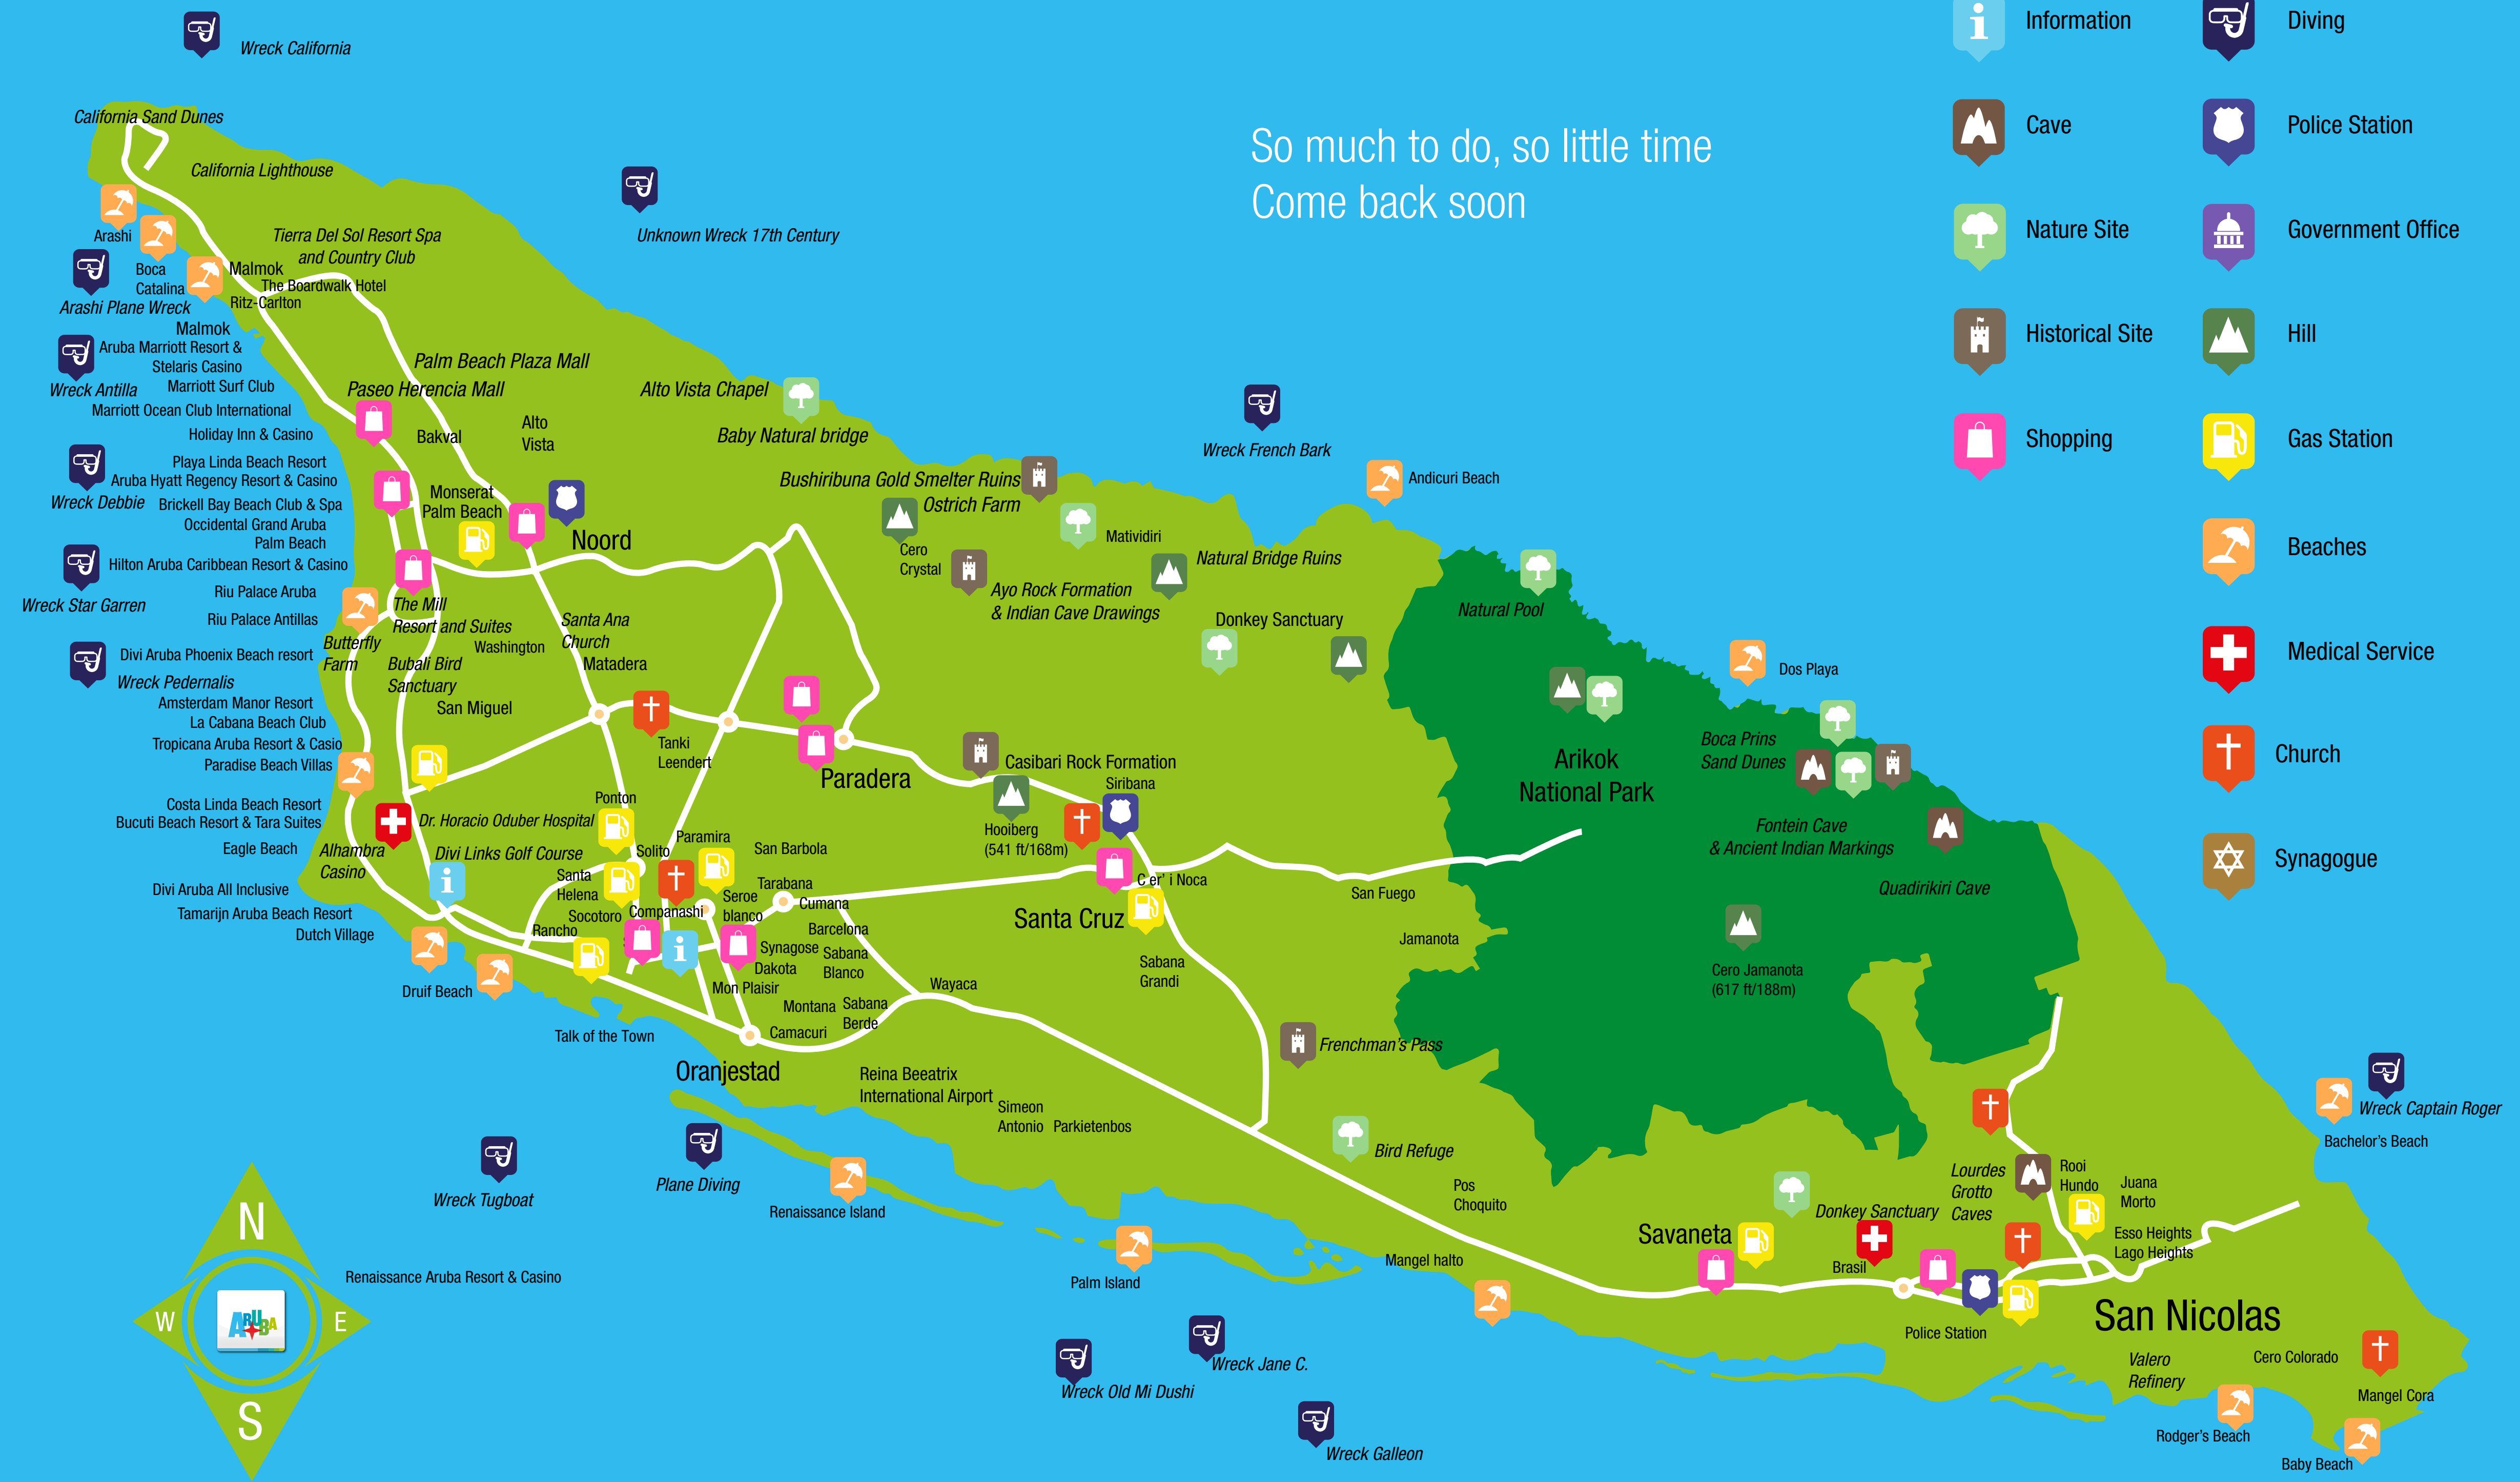 Information
Diving
Wreck California
California Sand Dunes
Cave
Police Station
So much to do, so little time
Come back soon
California Lighthouse
Nature Site
Government Office
Arashi
Tierra Del Sol Resort Spa
and Country Club
Unknown Wreck 17th Century
Boca
Catalina
Malmok
The Boardwalk Hotel
Ritz-Carlton
Arashi Plane Wreck
Malmok
Historical Site
Hill
Aruba Marriott Resort &
Stelaris Casino
Palm Beach Plaza Mall
Wreck Antilla
Marriott Surf Club
Paseo Herencia Mall
Alto Vista Chapel
Marriott Ocean Club International
Holiday Inn & Casino
Bakval
Alto
Vista
Baby Natural bridge
Wreck French Bark
Shopping
Gas Station
Playa Linda Beach Resort
Aruba Hyatt Regency Resort & Casino
Wreck Debbie
Brickell Bay Beach Club & Spa
Monserat
Palm Beach
Bushiribuna Gold Smelter Ruins
Ostrich Farm
Andicuri Beach
Occidental Grand Aruba
Palm Beach
Noord
Cero
Crystal
Matividiri
Natural Bridge Ruins
Beaches
Hilton Aruba Caribbean Resort & Casino
Riu Palace Aruba
Wreck Star Garren
The Mill
Resort and Suites
Ayo Rock Formation
& Indian Cave Drawings
Natural Pool
Riu Palace Antillas
Santa Ana
Church
Donkey Sanctuary
Butterfly
Farm
Washington
Divi Aruba Phoenix Beach resort
Bubali Bird
Sanctuary
Matadera
Dos Playa
Medical Service
Wreck Pedernalis
Amsterdam Manor Resort
San Miguel
La Cabana Beach Club
Tropicana Aruba Resort & Casio
Paradise Beach Villas
Tanki
Leendert
Paradera
Casibari Rock Formation
Siribana
Arikok
National Park
Boca Prins
Sand Dunes
Church
Costa Linda Beach Resort
Bucuti Beach Resort & Tara Suites
Ponton
Dr. Horacio Oduber Hospital
Hooiberg
(541 ft/168m)
Fontein Cave
& Ancient Indian Markings
Eagle Beach
Alhambra
Casino
Divi Links Golf Course
Solito
Paramira
San Barbola
Synagogue
Divi Aruba All Inclusive
Santa
Helena
Tarabana
Cumana
C er' i Noca
San Fuego
Quadirikiri Cave
Tamarijn Aruba Beach Resort
Socotoro
Companashi
Seroe
blanco
Santa Cruz
Dutch Village
Rancho
S
Barcelona
Synagose
Sabana
Blanco
Dakota
Jamanota
Sabana
Grandi
Cero Jamanota
(617 ft/188m)
Druif Beach
Mon Plaisir
Wayaca
Montana
Sabana
Berde
Talk of the Town
Camacuri
Frenchman's Pass
Oranjestad
Reina Beeatrix
International Airport
Simeon
Antonio
Parkietenbos
Wreck Captain Roger
Bachelor's Beach
Bird Refuge
Lourdes
Grotto
Caves
Rooi
Hundo
Juana
Morto
Plane Diving
Wreck Tugboat
Renaissance Island
Pos
Choquito
Donkey Sanctuary
Savaneta
Esso Heights
Lago Heights
N
Renaissance Aruba Resort & Casino
Palm Island
Mangel halto
Brasil
W
ARUBA
E
San Nicolas
Police Station
Wreck Jane C.
Wreck Old Mi Dushi
Valero
Refinery
Cero Colorado
Mangel Cora
S
Wreck Galleon
Rodger's Beach
Baby Beach